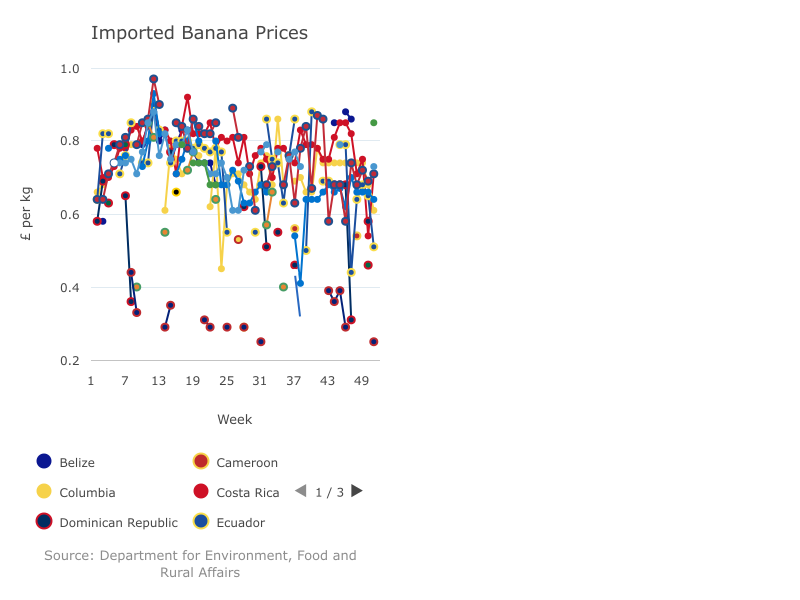 Imported Banana Prices
£ per kg
1.0
0.8
0.6
0.4
0.2
1 7 13 19 25 31 37 43 49
Week
Belize
Cameroon
Columbia
Costa Rica
1 / 3
Dominican Republic
Ecuador
Source: Department for Environment, Food and
Rural Affairs